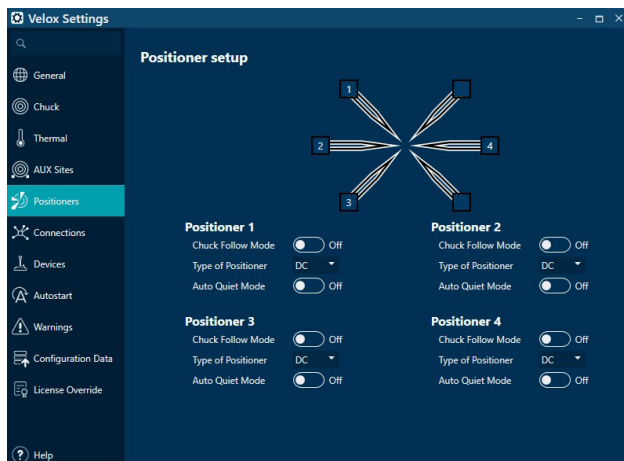 Velox Settings
General
Chuck
Thermal
AUX Sites
Positioners
Connections
Devices
Autostart
Warnings
Configuration Data
License Override
Help
Positioner setup
1
2
4
3
Positioner 1
Chuck Follow Mode Off
Type of Positioner DC
Auto Quiet Mode Off
Positioner 2
Chuck Follow Mode Off
Type of Positioner DC
Auto Quiet Mode Off
Positioner 3
Chuck Follow Mode Off
Type of Positioner DC
Auto Quiet Mode Off
Positioner 4
Chuck Follow Mode Off
Type of Positioner DC
Auto Quiet Mode Off